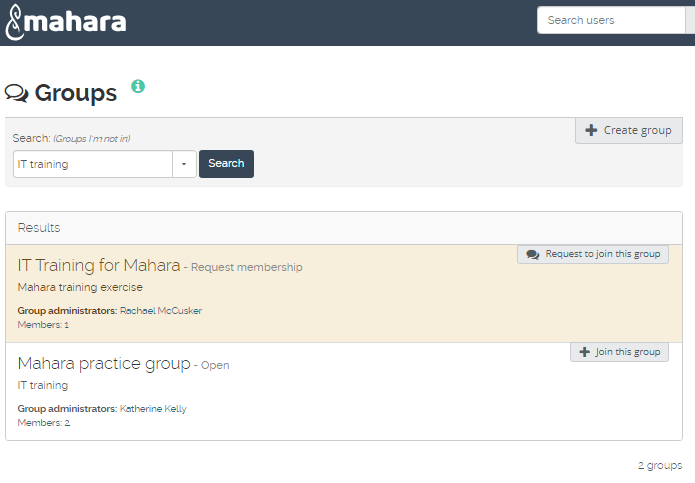 mahara
Search users
Groups
Create group
Search: (Groups I'm not in)
IT training
Search
Results
IT Training for Mahara - Request membership
Request to join this group
Mahara training exercise
Group administrators: Rachael McCusker
Members: 1
Mahara practice group - Open
Join this group
IT training
Group administrators: Katherine Kelly
Members: 2
2 groups